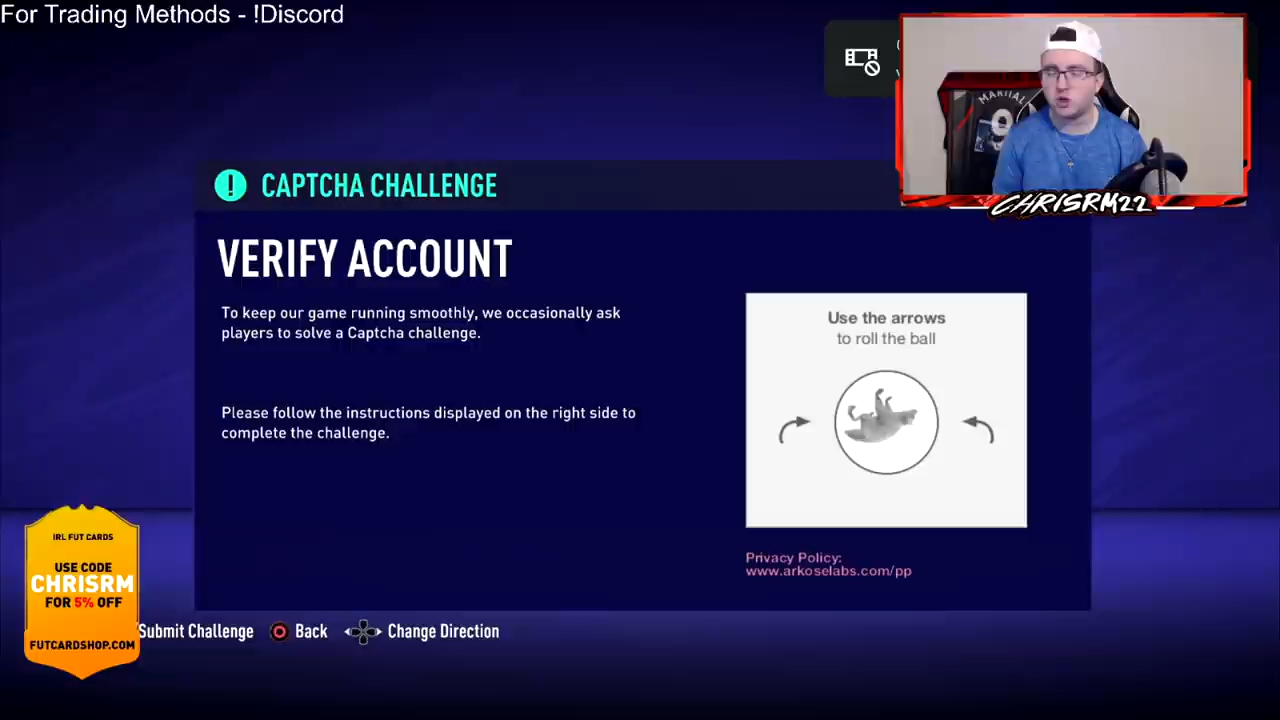 For Trading Methods - !Discord
MARTIAL
9
CHRISRM22
CAPTCHA CHALLENGE
VERIFY ACCOUNT
To keep our game running smoothly, we occasionally ask
players to solve a Captcha challenge.
Please follow the instructions displayed on the right side to
complete the challenge.
Use the arrows
to roll the ball
Privacy Policy:
www.arkoselabs.com/pp
IRL FUT CARDS
USE CODE
CHRISRM
FOR 5% OFF
FUTCARDSHOP.COM
Submit Challenge
Back
Change Direction